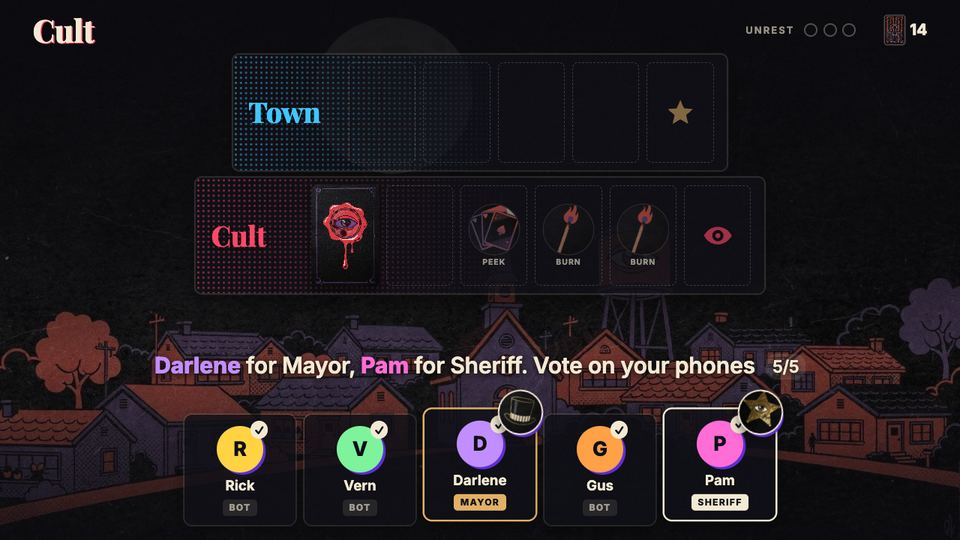 Cult
UNREST
14
Town
Cult
PEEK
BURN
BURN
Darlene for Mayor, Pam for Sheriff. Vote on your phones 5/5
R
V
D
G
P
Rick
Vern
Darlene
Gus
Pam
BOT
BOT
MAYOR
BOT
SHERIFF